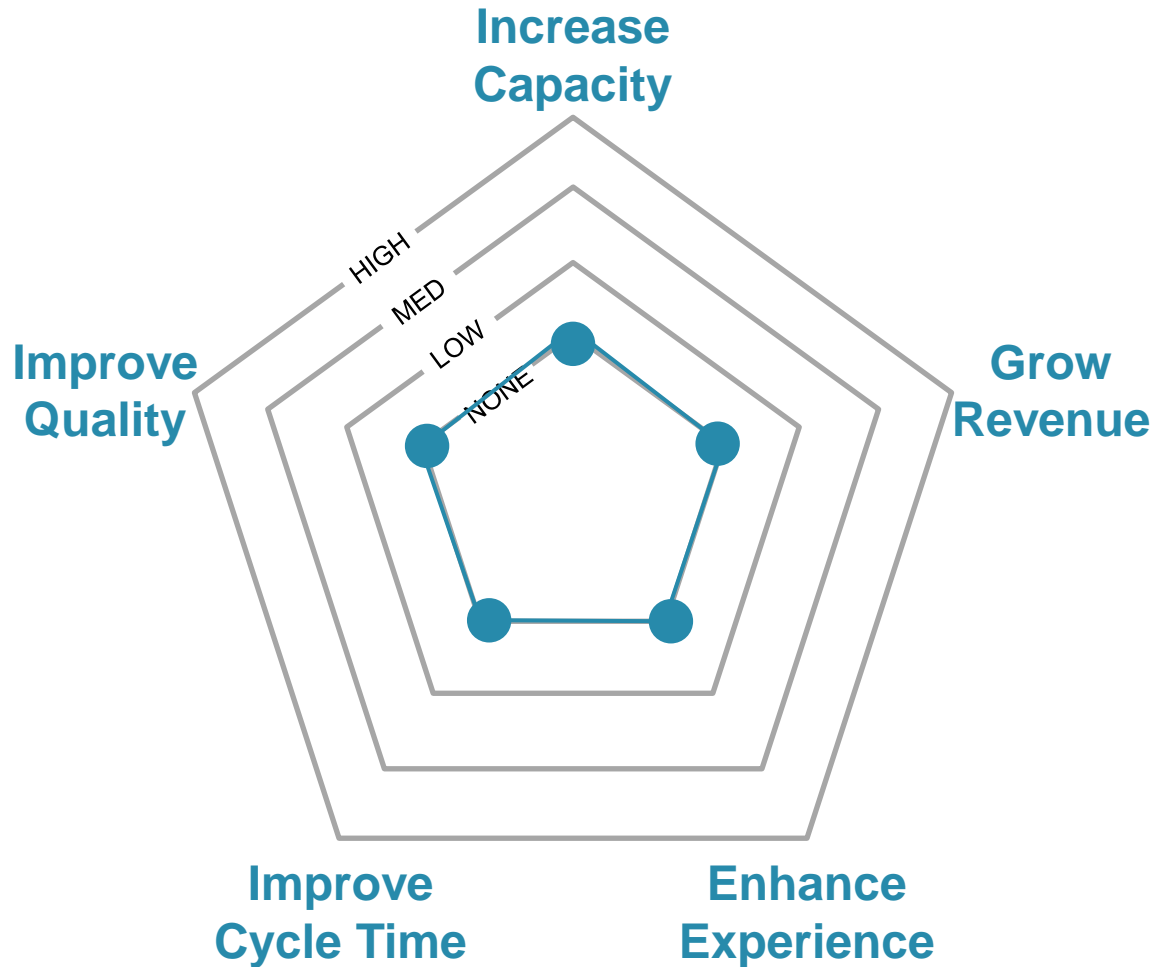 Increase
Capacity
HIGH
MED
LOW
NONE
Improve
Quality
Grow
Revenue
Improve
Cycle Time
Enhance
Experience